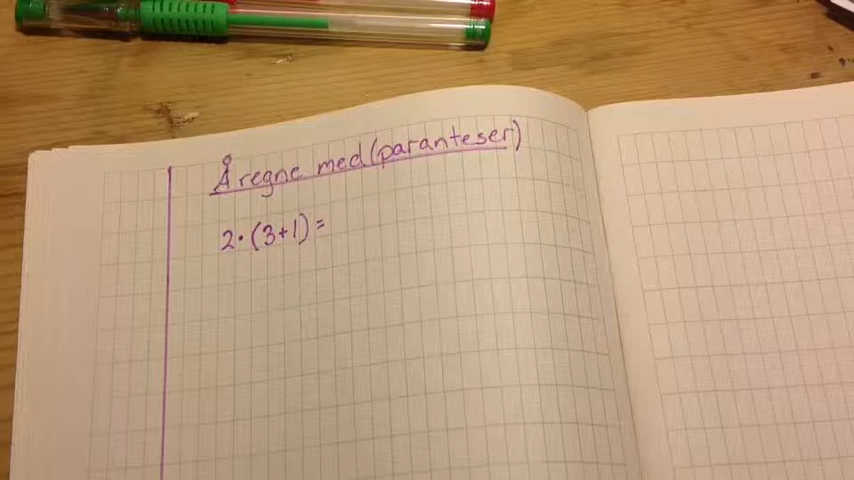 Å regne med (paranteser)
2·(3+1)=